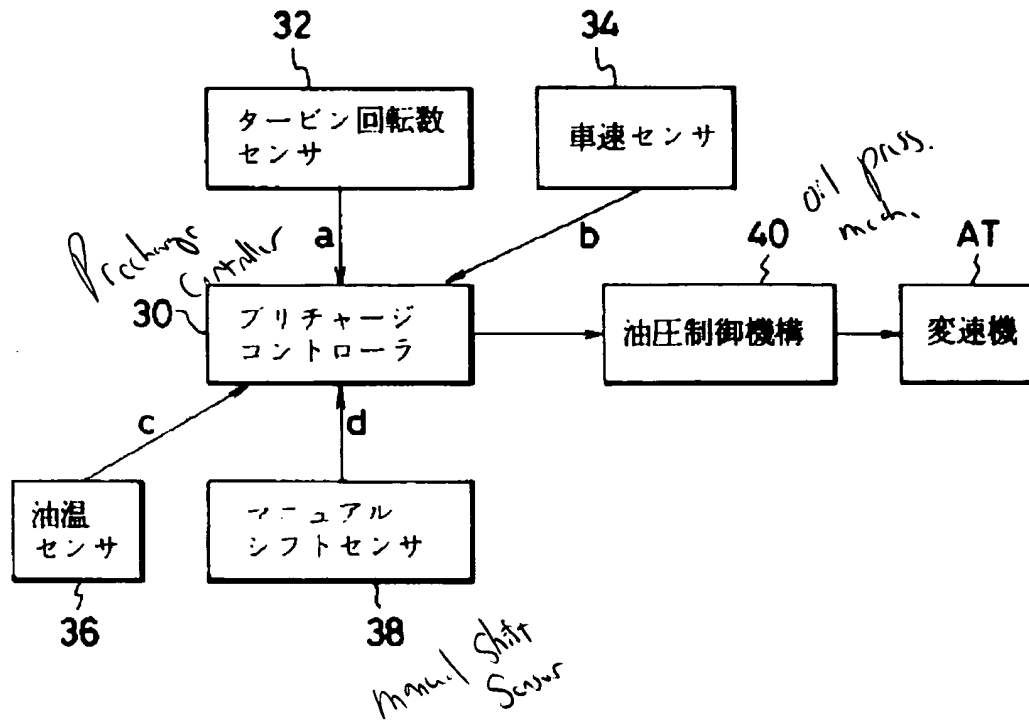 32
34
タービン回転数
センサ
車速センサ
oil press.
mech.
a
b
40
AT
Precharge
Controller
30
プリチャージ
コントローラ
油圧制御機構
変速機
c
d
油温
センサ
マニュアル
シフトセンサ
36
38
manual shift
Sensor